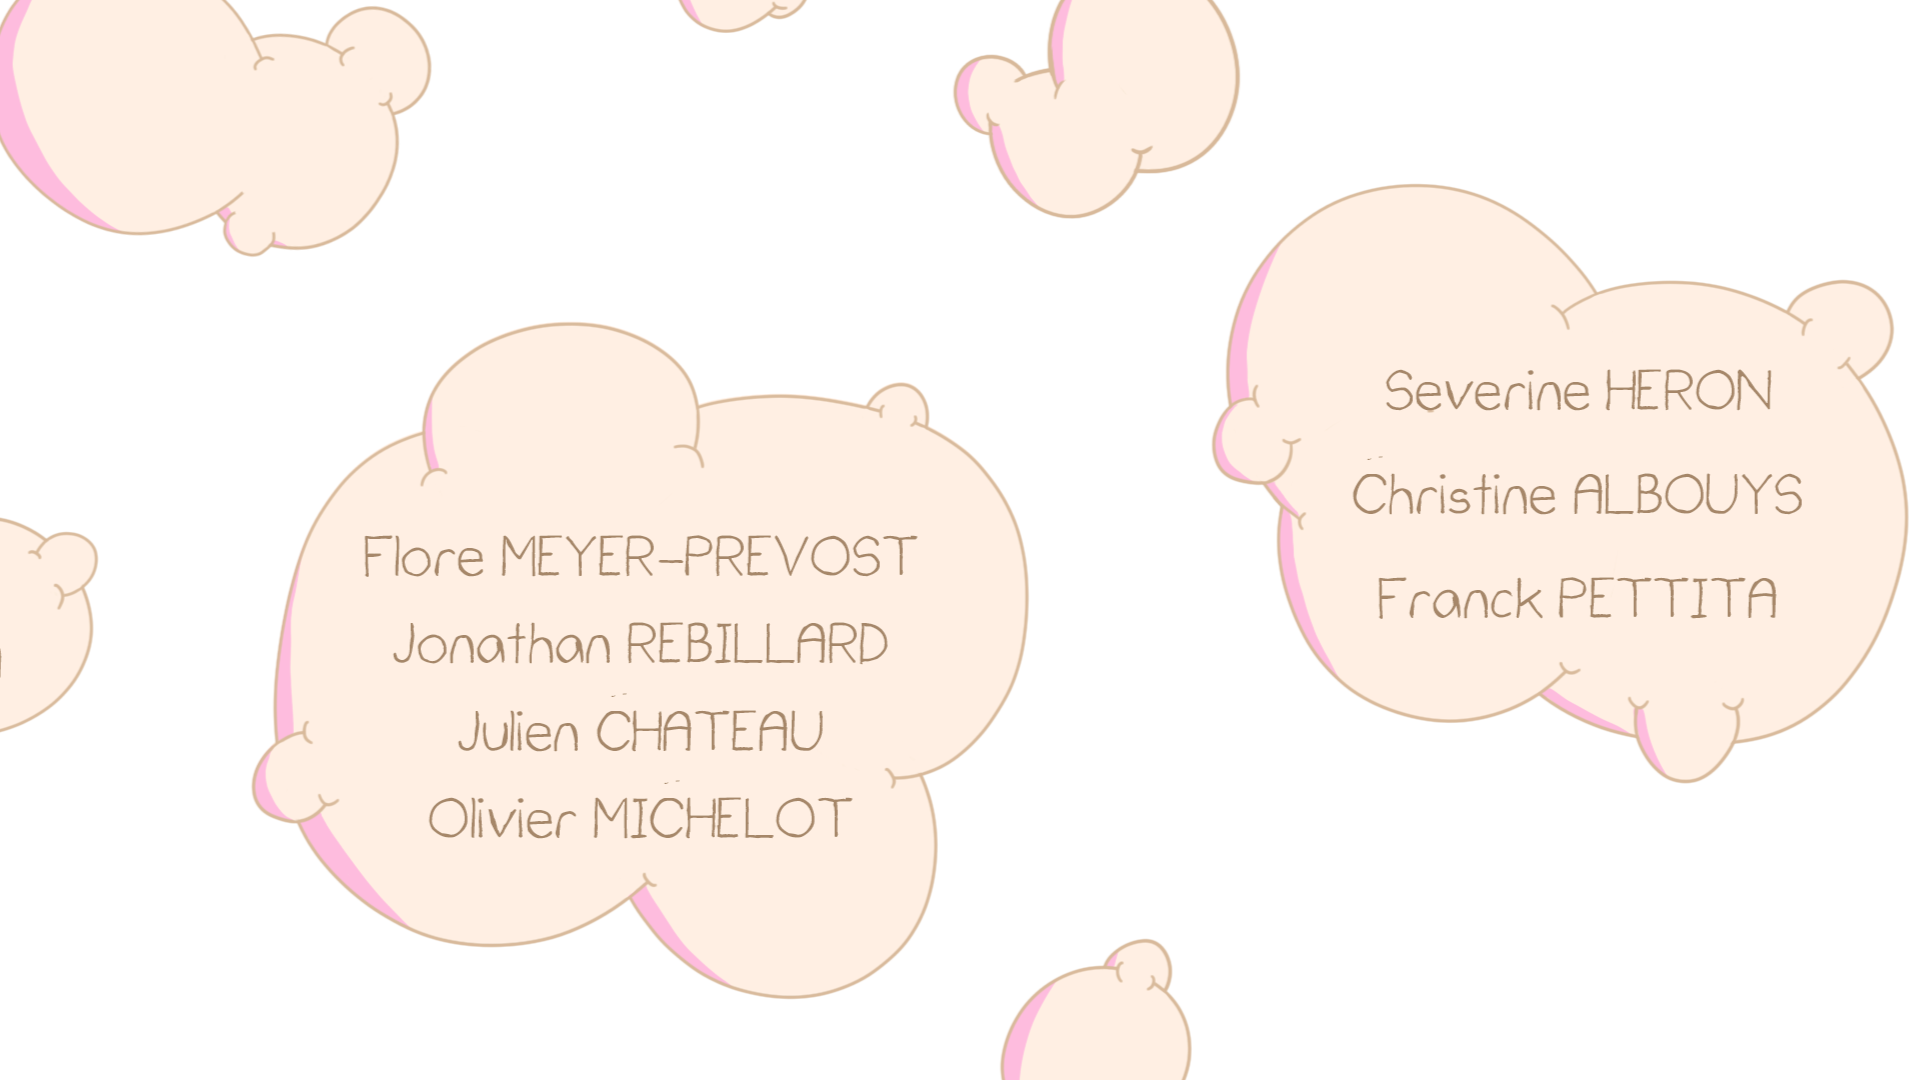 Flore MEYER-PREVOST
Jonathan REBILLARD
Julien CHATEAU
Olivier MICHELOT
Severine HERON
Christine ALBOUYS
Franck PETTITA